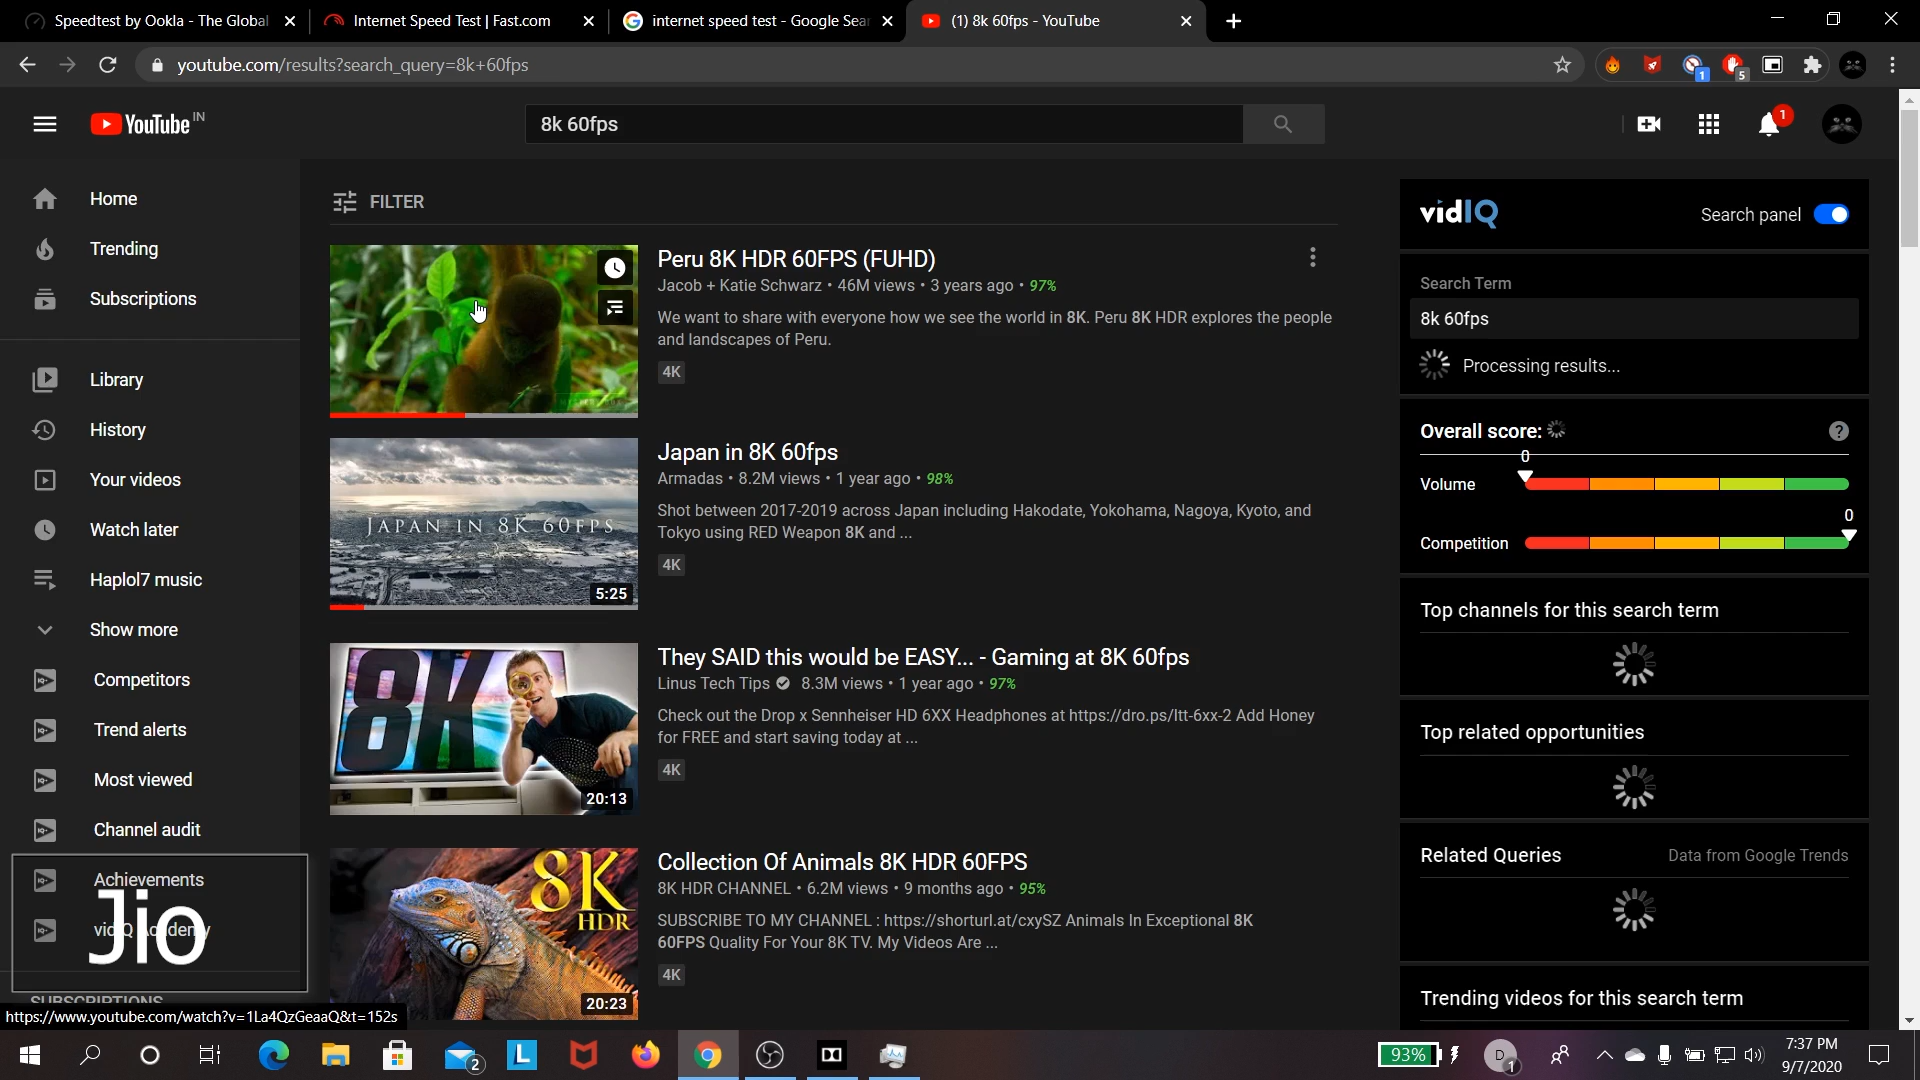 Speedtest by Ookla - The Global
Internet Speed Test | Fast.com
internet speed test - Google Sear
(1) 8k 60fps - YouTube
youtube.com/results?search_query=8k+60fps
1
5
YouTube IN
8k 60fps
1
Home
Trending
Subscriptions
Library
History
Your videos
Watch later
Haplol7 music
Show more
Competitors
Trend alerts
Most viewed
Channel audit
Achievements
Jio
SUBSCRIPTIONS
https://www.youtube.com/watch?v=1La4QzGeaaQ&t=152s
FILTER
Peru 8K HDR 60FPS (FUHD)
Jacob + Katie Schwarz • 46M views • 3 years ago • 97%
We want to share with everyone how we see the world in 8K. Peru 8K HDR explores the people
and landscapes of Peru.
4K
JAPAN IN 8K 60FPS
5:25
Japan in 8K 60fps
Armadas • 8.2M views • 1 year ago • 98%
Shot between 2017-2019 across Japan including Hakodate, Yokohama, Nagoya, Kyoto, and
Tokyo using RED Weapon 8K and ...
4K
8K
20:13
They SAID this would be EASY... - Gaming at 8K 60fps
Linus Tech Tips 8.3M views • 1 year ago • 97%
Check out the Drop x Sennheiser HD 6XX Headphones at https://dro.ps/ltt-6xx-2 Add Honey
for FREE and start saving today at ...
4K
8K
HDR
20:23
Collection Of Animals 8K HDR 60FPS
8K HDR CHANNEL • 6.2M views • 9 months ago • 95%
SUBSCRIBE TO MY CHANNEL : https://shorturl.at/cxySZ Animals In Exceptional 8K
60FPS Quality For Your 8K TV. My Videos Are ...
4K
vidIQ
Search panel
Search Term
8k 60fps
Processing results...
Overall score:
?
0
Volume
0
Competition
Top channels for this search term
Top related opportunities
Related Queries
Data from Google Trends
Trending videos for this search term
2
L
93%
D
1
7:37 PM
9/7/2020